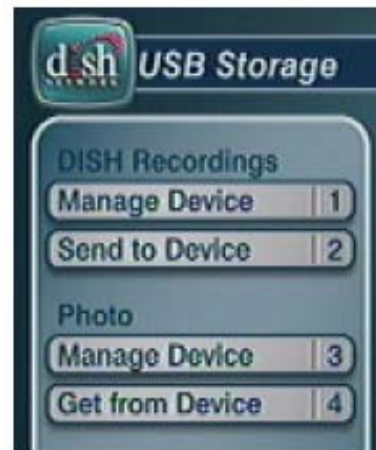 dish USB Storage
NETWORK
DISH Recordings
Manage Device 1
Send to Device 2
Photo
Manage Device 3
Get from Device 4